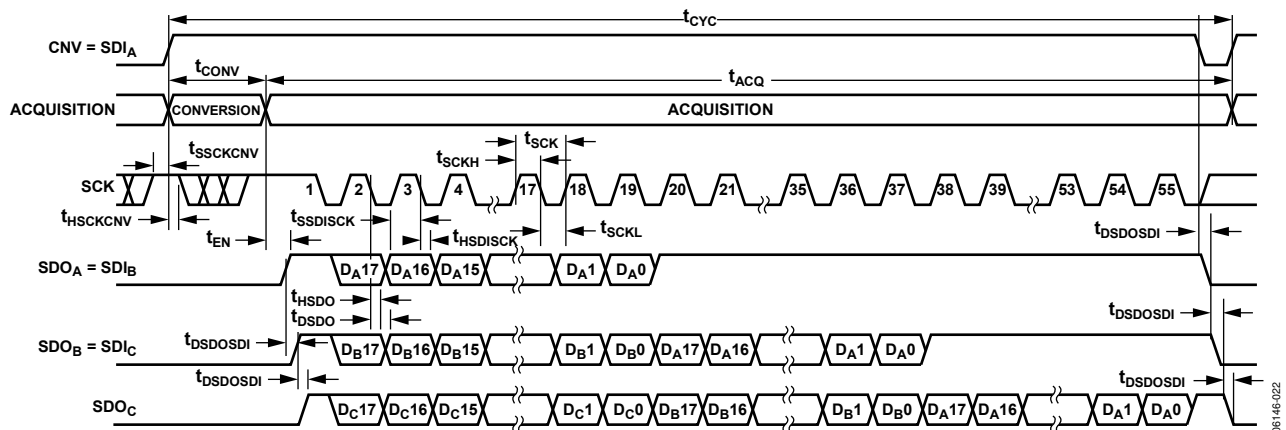 tCYC
CNV = SDIA
tCONV
tACQ
ACQUISITION CONVERSION ACQUISITION
tSSCKCNV
tSCK
tSCKH
SCK 1 2 3 4 17 18 19 20 21 35 36 37 38 39 53 54 55
tHSCKCNV
tSSDISCK
tEN
tHSDISCK
tSCKL
tDSDOSDI
SDOA = SDIB DA17 DA16 DA15 DA1 DA0
tHSDO
tDSDO
tDSDOSDI
tDSDOSDI
SDOB = SDIC DB17 DB16 DB15 DB1 DB0 DA17 DA16 DA1 DA0
tDSDOSDI
tDSDOSDI
SDOC DC17 DC16 DC15 DC1 DC0 DB17 DB16 DB1 DB0 DA17 DA16 DA1 DA0
06146-022